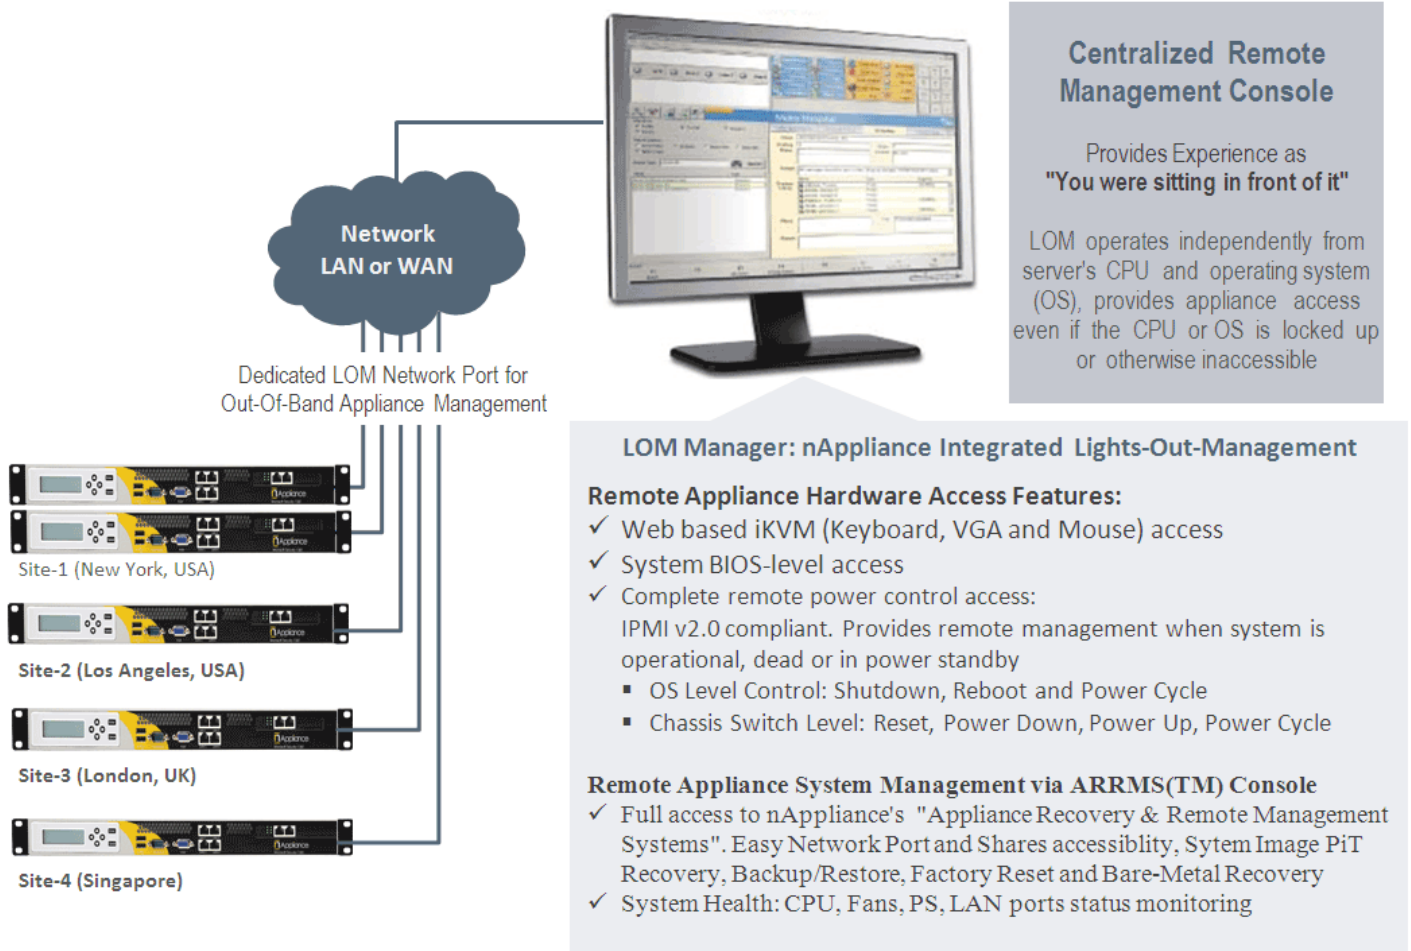 Centralized Remote
Management Console
Provides Experience as
"You were sitting in front of it"
LOM operates independently from
server's CPU and operating system
(OS), provides appliance access
even if the CPU or OS is locked up
or otherwise inaccessible
Network
LAN or WAN
Dedicated LOM Network Port for
Out-Of-Band Appliance Management
nAppliance
nAppliance
Site-1 (New York, USA)
nAppliance
Site-2 (Los Angeles, USA)
nAppliance
Site-3 (London, UK)
nAppliance
Site-4 (Singapore)
LOM Manager: nAppliance Integrated Lights-Out-Management
Remote Appliance Hardware Access Features:
✓ Web based iKVM (Keyboard, VGA and Mouse) access
✓ System BIOS-level access
✓ Complete remote power control access:
IPMI v2.0 compliant. Provides remote management when system is
operational, dead or in power standby
▪ OS Level Control: Shutdown, Reboot and Power Cycle
▪ Chassis Switch Level: Reset, Power Down, Power Up, Power Cycle
Remote Appliance System Management via ARRMS(TM) Console
✓ Full access to nAppliance's "Appliance Recovery & Remote Management
Systems". Easy Network Port and Shares accessiblity, Sytem Image PiT
Recovery, Backup/Restore, Factory Reset and Bare-Metal Recovery
✓ System Health: CPU, Fans, PS, LAN ports status monitoring